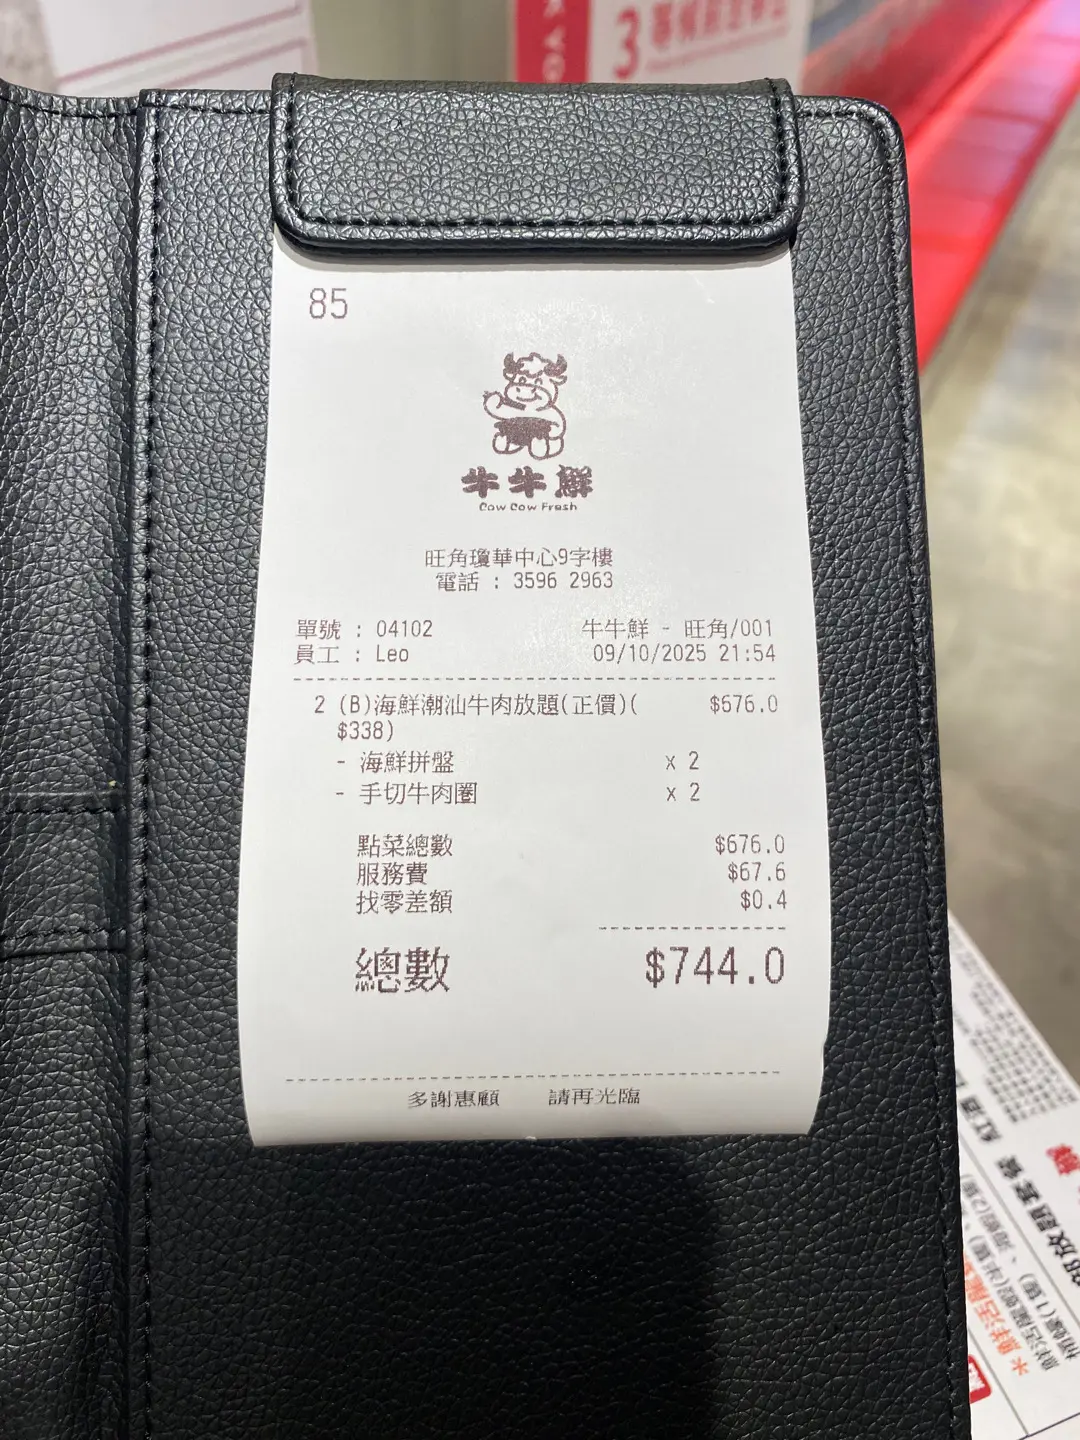 3
85
牛牛鮮
Cow Cow Fresh
旺角瓊華中心9字樓
電話 : 3596 2963
單號 : 04102 牛牛鮮 - 旺角/001
員工 : Leo 09/10/2025 21:54
2 (B)海鮮潮汕牛肉放題(正價)( $676.0
$338)
- 海鮮拼盤 x 2
- 手切牛肉圈 x 2
點菜總數 $676.0
服務費 $67.6
找零差額 $0.4
總數 $744.0
多謝惠顧 請再光臨